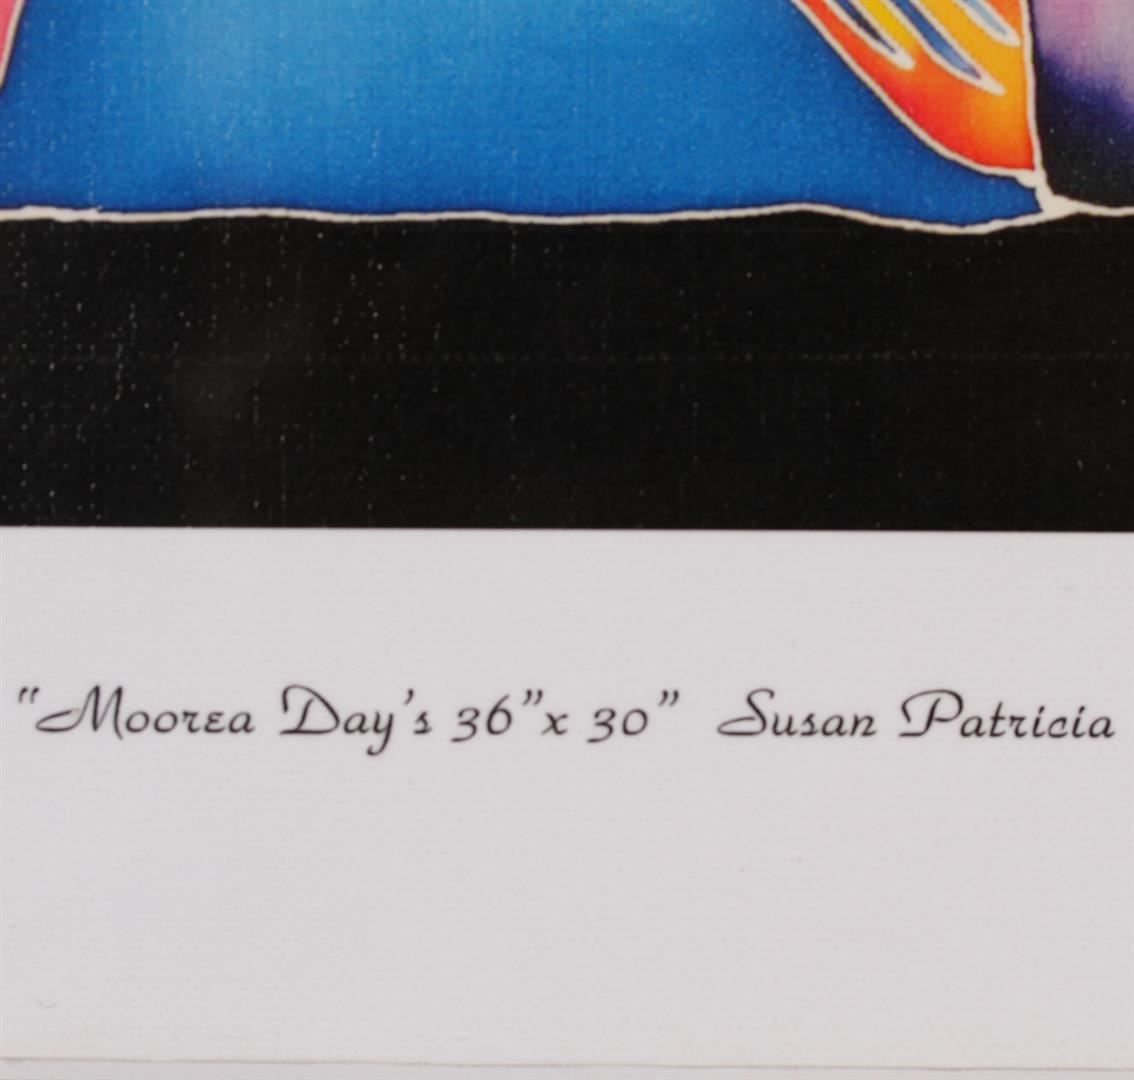 “Moorea Day’s 36”x 30” Susan Patricia